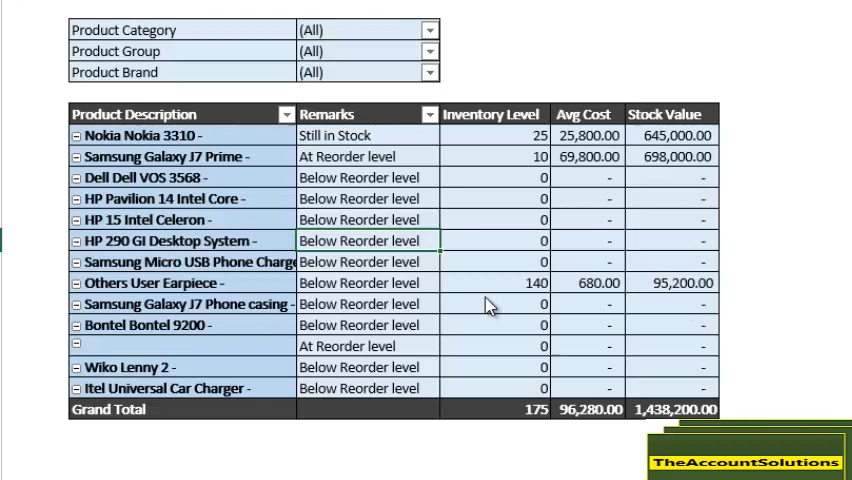 Product Category (All)
Product Group (All)
Product Brand (All)
Product Description Remarks Inventory Level Avg Cost Stock Value
Nokia Nokia 3310 - Still in Stock 25 25,800.00 645,000.00
Samsung Galaxy J7 Prime - At Reorder level 10 69,800.00 698,000.00
Dell Dell VOS 3568 - Below Reorder level 0 - -
HP Pavilion 14 Intel Core - Below Reorder level 0 - -
HP 15 Intel Celeron - Below Reorder level 0 - -
HP 290 GI Desktop System - Below Reorder level 0 - -
Samsung Micro USB Phone Charge Below Reorder level 0 - -
Others User Earpiece - Below Reorder level 140 680.00 95,200.00
Samsung Galaxy J7 Phone casing - Below Reorder level 0 - -
Bontel Bontel 9200 - Below Reorder level 0 - -
At Reorder level 0 - -
Wiko Lenny 2 - Below Reorder level 0 - -
Itel Universal Car Charger - Below Reorder level 0 - -
Grand Total 175 96,280.00 1,438,200.00
TheAccountSolutions